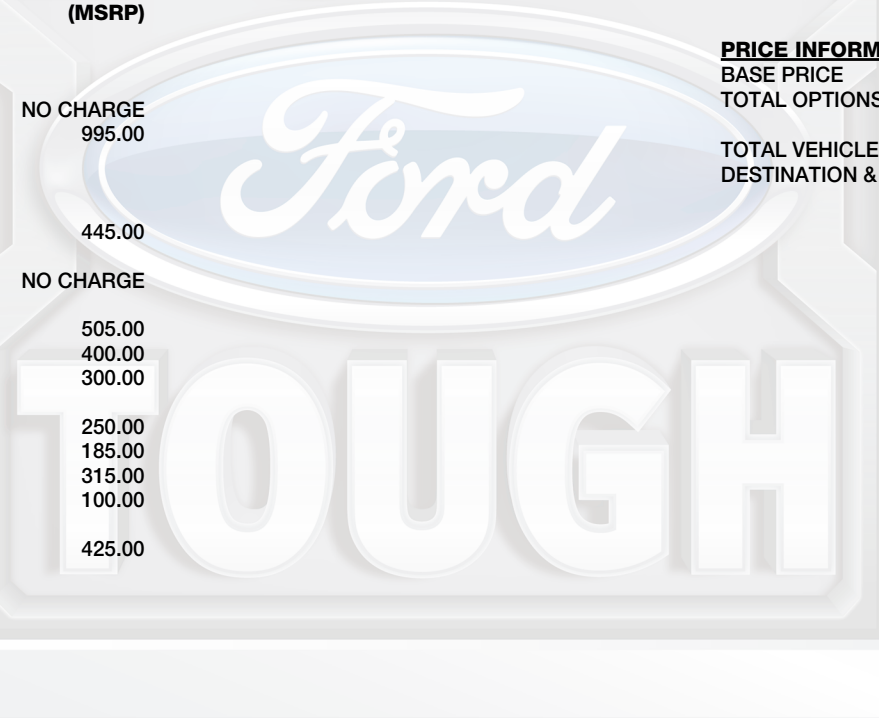 (MSRP)
NO CHARGE
995.00
445.00
NO CHARGE
505.00
400.00
300.00
250.00
185.00
315.00
100.00
425.00
PRICE INFORM
BASE PRICE
TOTAL OPTIONS
TOTAL VEHICLE
DESTINATION &
Ford
TOUGH